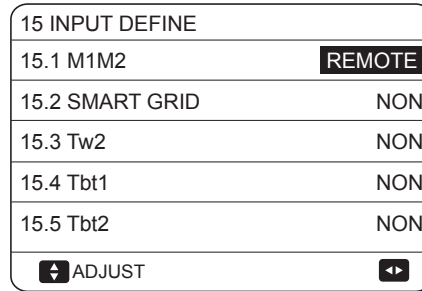 15 INPUT DEFINE
15.1 M1M2 REMOTE
15.2 SMART GRID NON
15.3 Tw2 NON
15.4 Tbt1 NON
15.5 Tbt2 NON
ADJUST